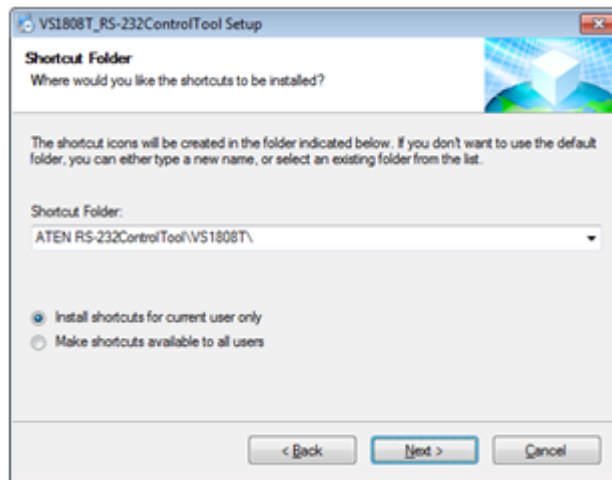 VS1808T_RS-232ControlTool Setup
Shortcut Folder
Where would you like the shortcuts to be installed?
The shortcut icons will be created in the folder indicated below. If you don't want to use the default
folder, you can either type a new name, or select an existing folder from the list.
Shortcut Folder:
ATEN RS-232ControlTool\VS1808T\
Install shortcuts for current user only
Make shortcuts available to all users
< Back
Next >
Cancel